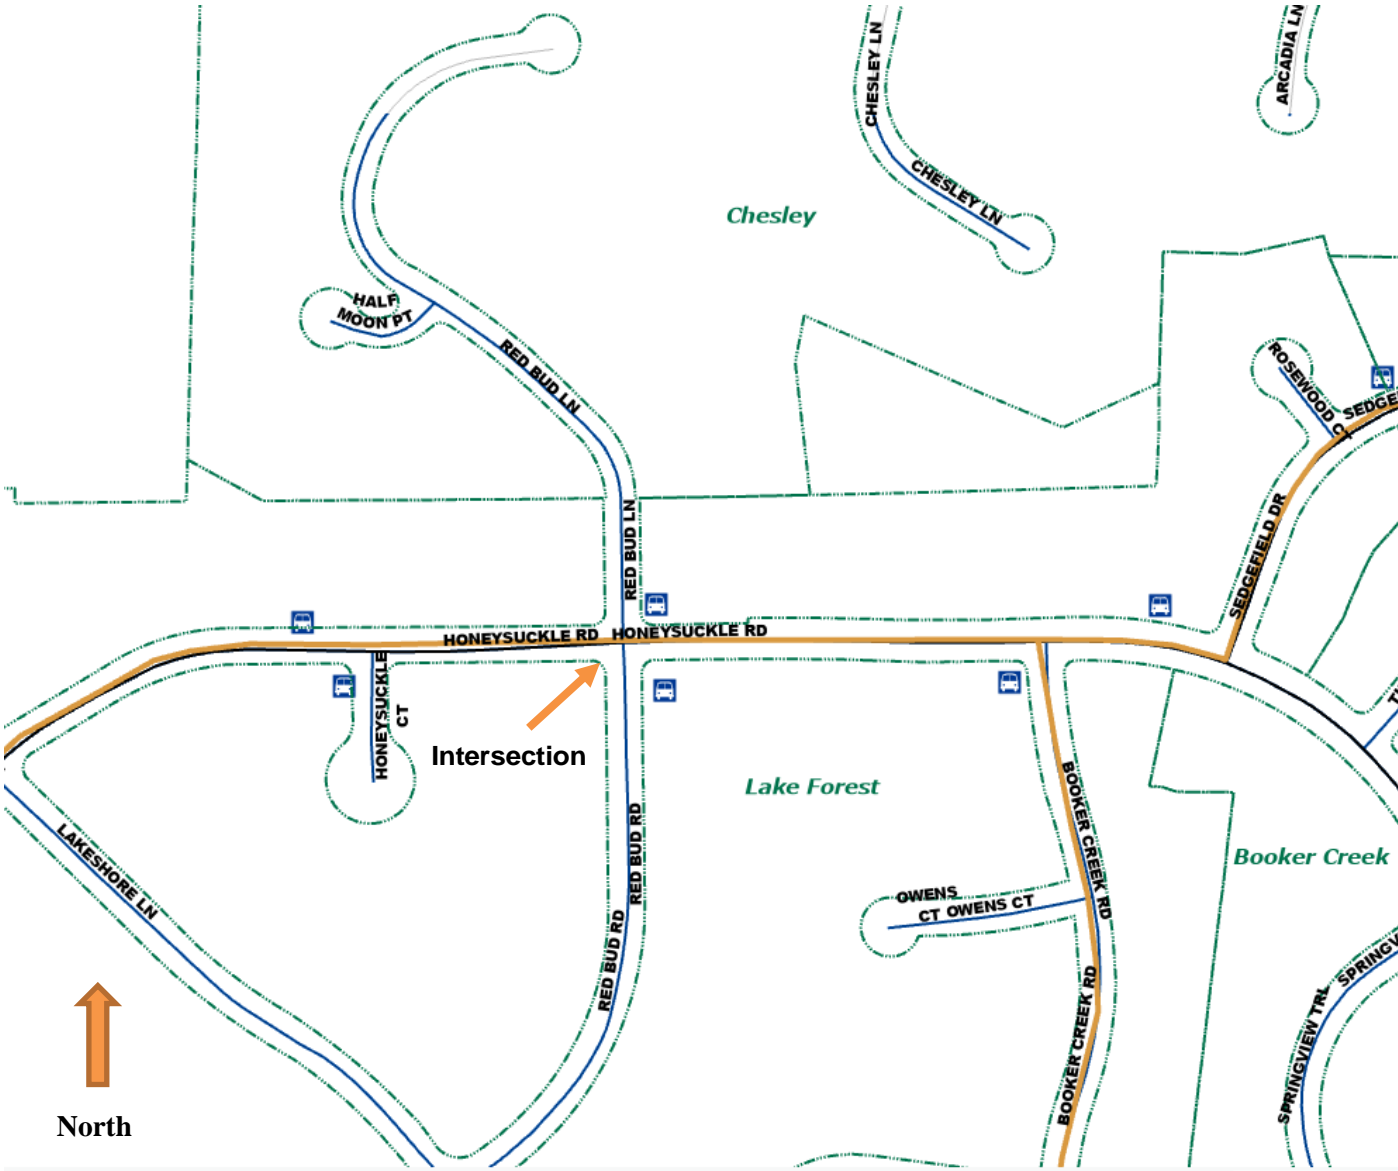 CHESLEY LN
ARCADIA LN
CHESLEY LN
Chesley
HALF
MOON PT
RED BUD LN
ROSEWOOD CT
SEDGE
RED BUD LN
SEDGEFIELD DR
HONEYSUCKLE RD
HONEYSUCKLE RD
HONEYSUCKLE
CT
Intersection
Lake Forest
BOOKER CREEK RD
RED BUD RD
LAKESHORE LN
Booker Creek
OWENS
CT OWENS CT
RED BUD RD
SPRINGV
BOOKER CREEK RD
SPRINGVIEW TRL
North